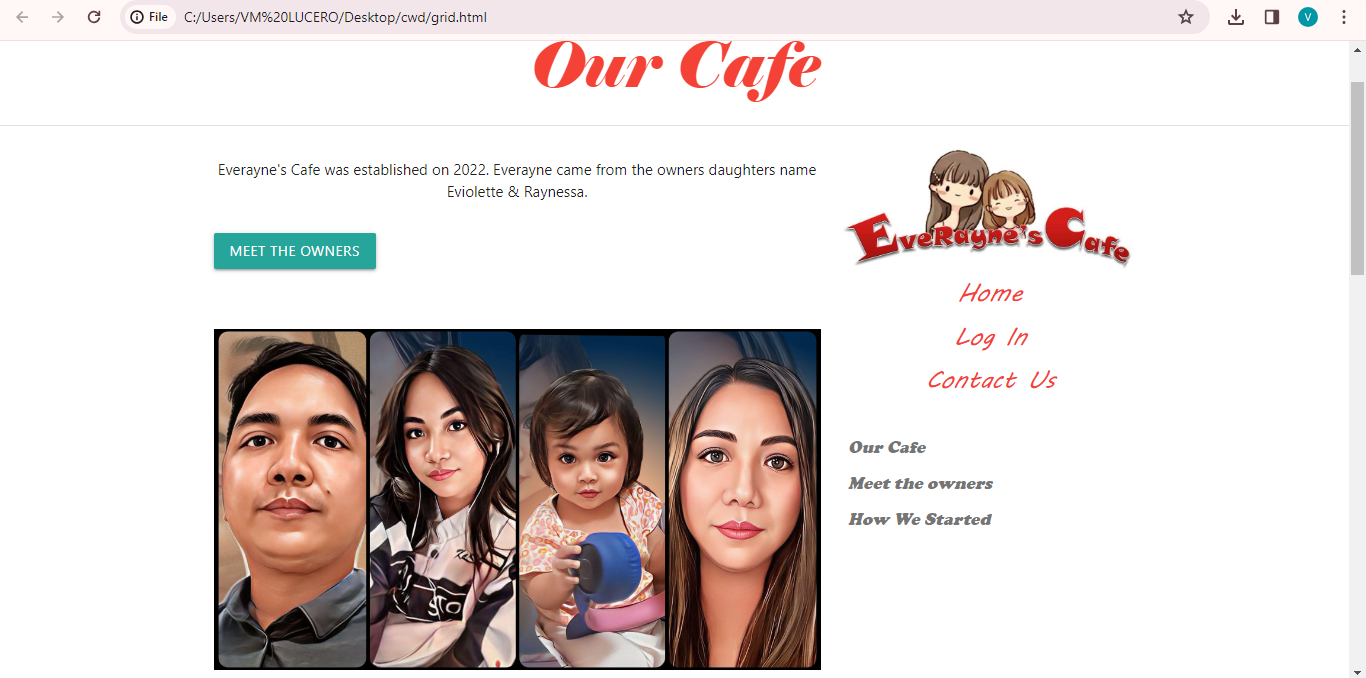 File
C:/Users/VM%20LUCERO/Desktop/cwd/grid.html
V
Our Cafe
Everayne's Cafe was established on 2022. Everayne came from the owners daughters name
Eviolette & Raynessa.
MEET THE OWNERS
EveRayne's Cafe
Home
Log In
Contact Us
Our Cafe
Meet the owners
How We Started